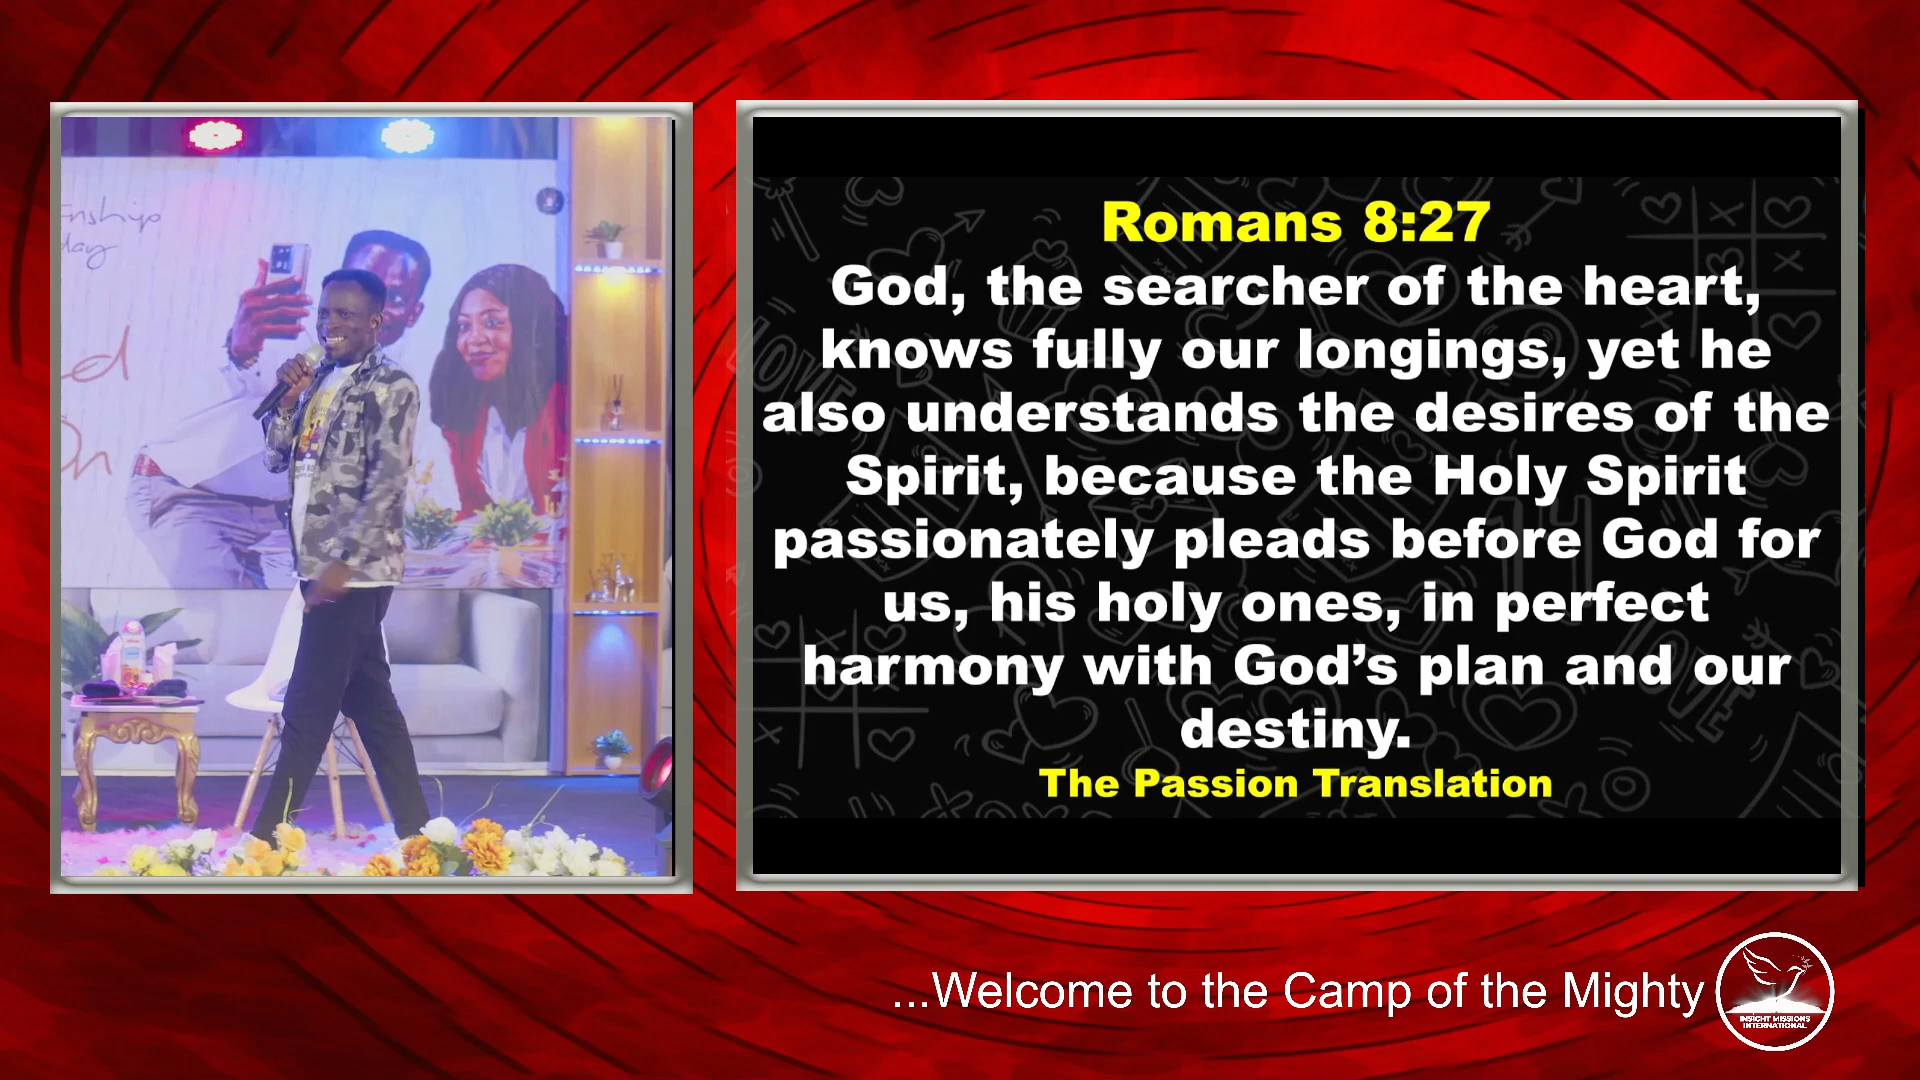 day
Romans 8:27
God, the searcher of the heart,
knows fully our longings, yet he
also understands the desires of the
Spirit, because the Holy Spirit
passionately pleads before God for
us, his holy ones, in perfect
harmony with God’s plan and our
destiny.
The Passion Translation
...Welcome to the Camp of the Mighty
INSIGHT MISSIONS
INTERNATIONAL